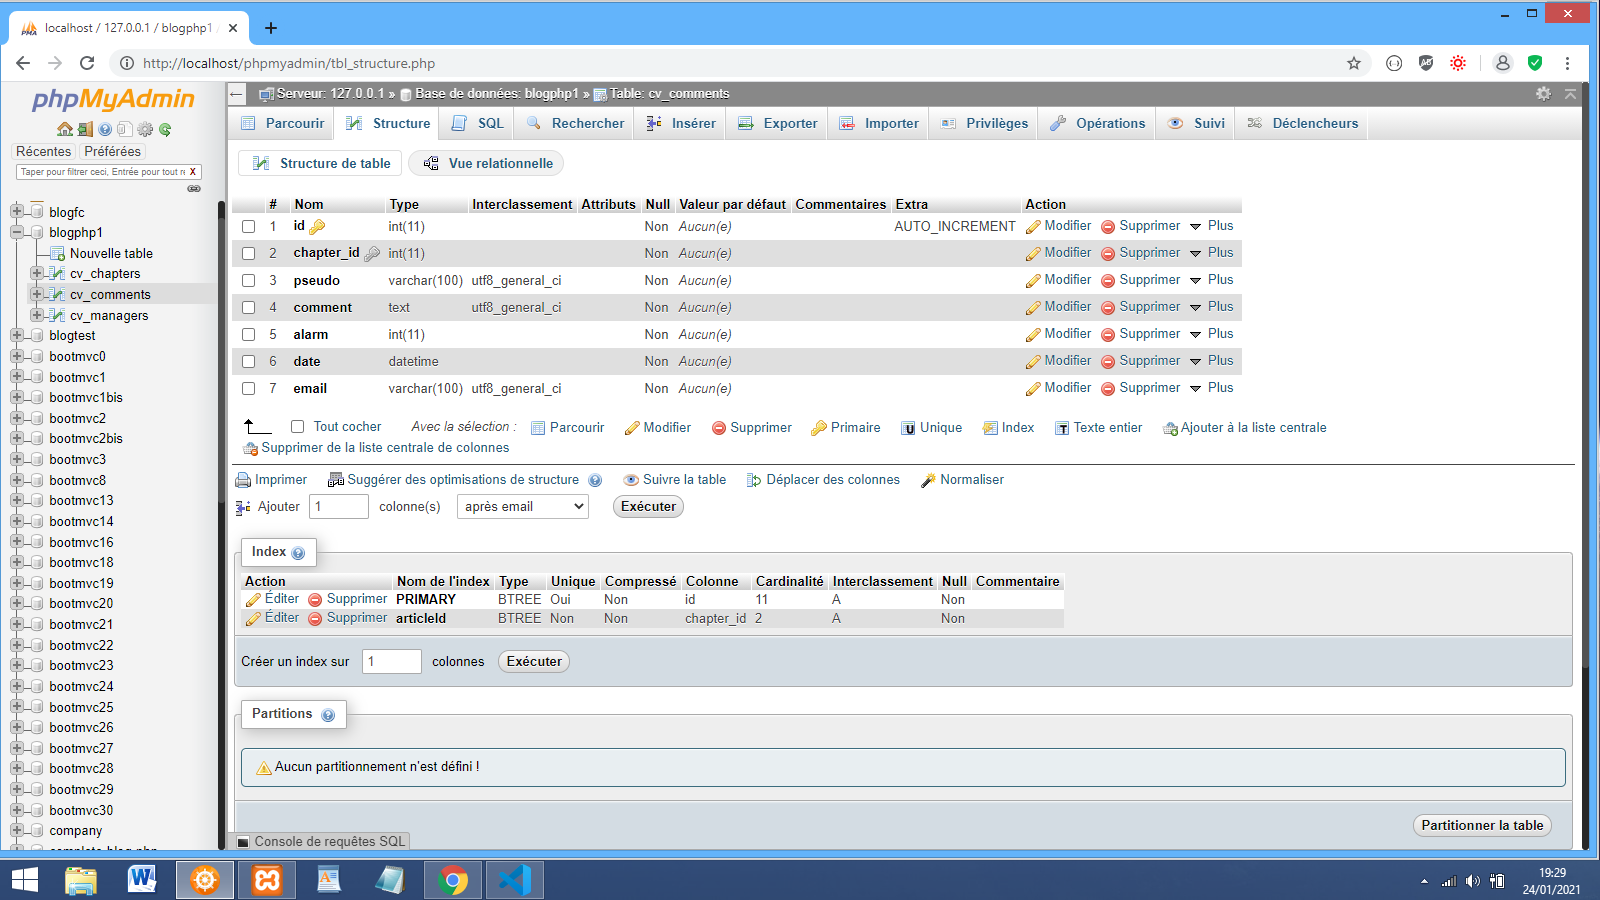 localhost / 127.0.0.1 / blogphp1
http://localhost/phpmyadmin/tbl_structure.php
phpMyAdmin
Récentes Préférées
Taper pour filtrer ceci, Entrée pour tout r X
blogfc
blogphp1
Nouvelle table
cv_chapters
cv_comments
cv_managers
blogtest
bootmvc0
bootmvc1
bootmvc1bis
bootmvc2
bootmvc2bis
bootmvc3
bootmvc8
bootmvc13
bootmvc14
bootmvc16
bootmvc18
bootmvc19
bootmvc20
bootmvc21
bootmvc22
bootmvc23
bootmvc24
bootmvc25
bootmvc26
bootmvc27
bootmvc28
bootmvc29
bootmvc30
company
Serveur: 127.0.0.1 » Base de données: blogphp1 » Table: cv_comments
Parcourir Structure SQL Rechercher Insérer Exporter Importer Privilèges Opérations Suivi Déclencheurs
Structure de table Vue relationnelle
# Nom Type Interclassement Attributs Null Valeur par défaut Commentaires Extra Action
1 id int(11) Non Aucun(e) AUTO_INCREMENT Modifier Supprimer Plus
2 chapter_id int(11) Non Aucun(e) Modifier Supprimer Plus
3 pseudo varchar(100) utf8_general_ci Non Aucun(e) Modifier Supprimer Plus
4 comment text utf8_general_ci Non Aucun(e) Modifier Supprimer Plus
5 alarm int(11) Non Aucun(e) Modifier Supprimer Plus
6 date datetime Non Aucun(e) Modifier Supprimer Plus
7 email varchar(100) utf8_general_ci Non Aucun(e) Modifier Supprimer Plus
Tout cocher Avec la sélection : Parcourir Modifier Supprimer Primaire Unique Index Texte entier Ajouter à la liste centrale
Supprimer de la liste centrale de colonnes
Imprimer Suggérer des optimisations de structure Suivre la table Déplacer des colonnes Normaliser
Ajouter 1 colonne(s) après email Exécuter
Index
Action Nom de l'index Type Unique Compressé Colonne Cardinalité Interclassement Null Commentaire
Éditer Supprimer PRIMARY BTREE Oui Non id 11 A Non
Éditer Supprimer articleId BTREE Non Non chapter_id 2 A Non
Créer un index sur 1 colonnes Exécuter
Partitions
Aucun partitionnement n'est défini !
Partitionner la table
Console de requêtes SQL
19:29
24/01/2021